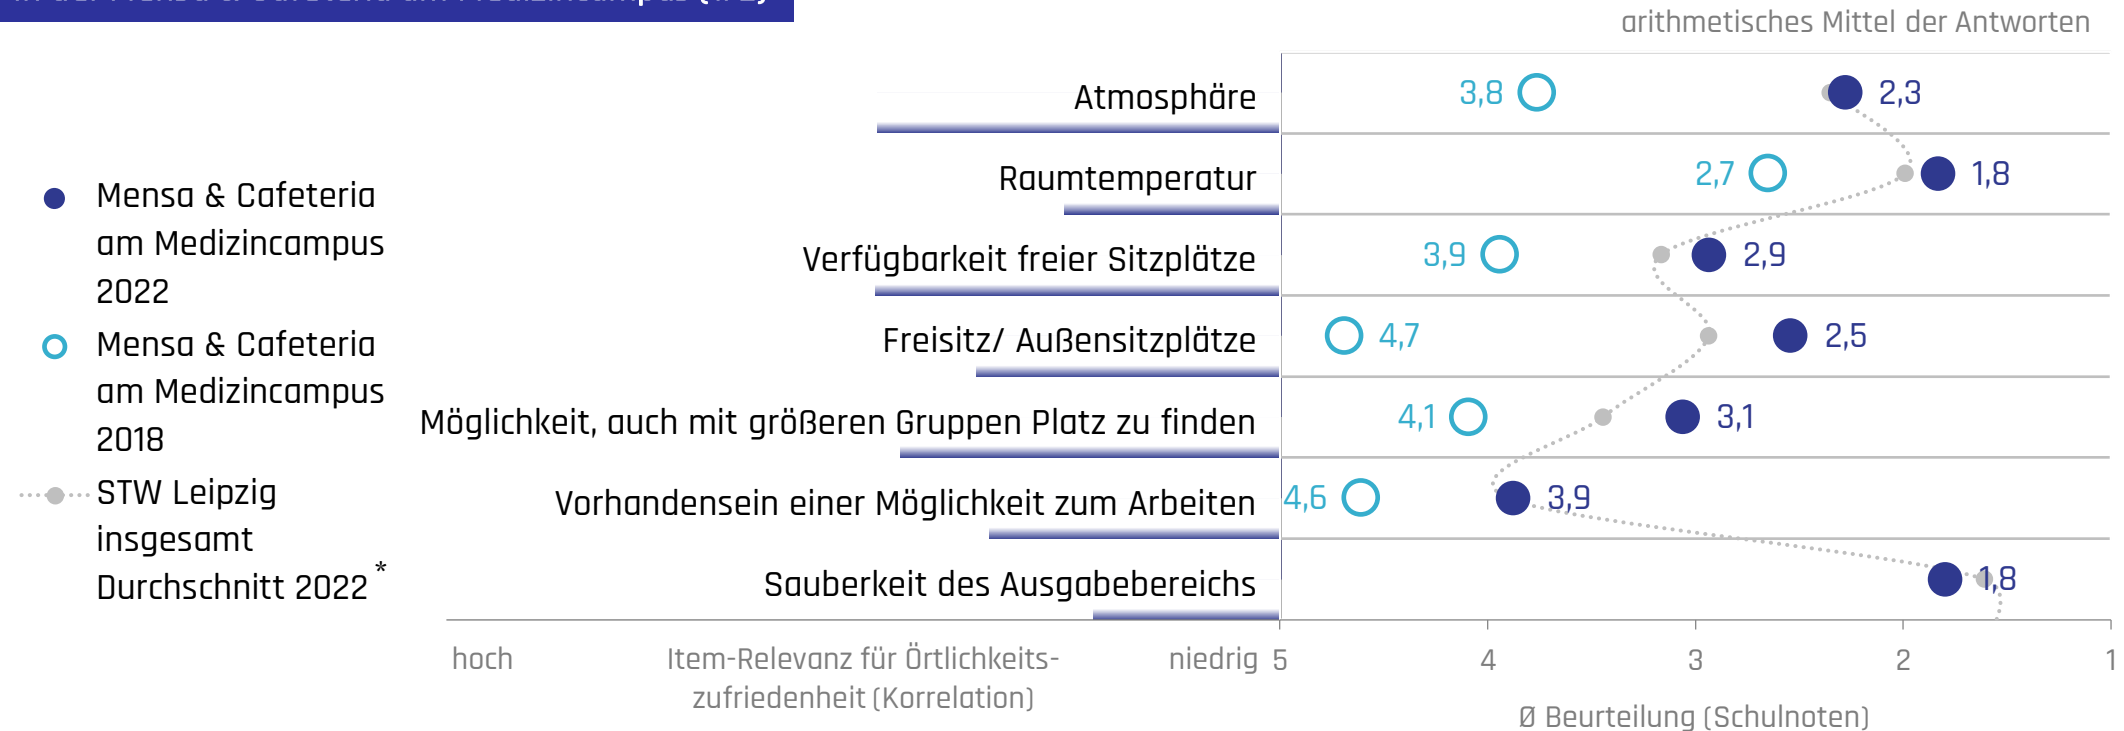 arithmetisches Mittel der Antworten
Atmosphäre
3,8
2,3
Raumtemperatur
2,7
1,8
Verfügbarkeit freier Sitzplätze
3,9
2,9
Freisitz/ Außensitzplätze
4,7
2,5
Möglichkeit, auch mit größeren Gruppen Platz zu finden
4,1
3,1
Vorhandensein einer Möglichkeit zum Arbeiten
4,6
3,9
Sauberkeit des Ausgabebereichs
1,8
Mensa & Cafeteria
am Medizincampus
2022
Mensa & Cafeteria
am Medizincampus
2018
STW Leipzig
insgesamt
Durchschnitt 2022 *
hoch
Item-Relevanz für Örtlichkeits-
zufriedenheit (Korrelation)
niedrig
5 4 3 2 1
Ø Beurteilung (Schulnoten)